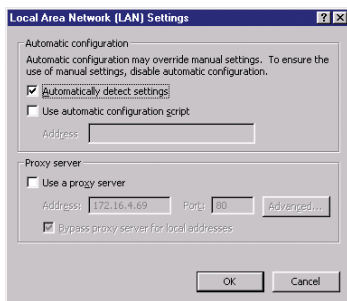 Local Area Network (LAN) Settings
Automatic configuration
Automatic configuration may override manual settings. To ensure the
use of manual settings, disable automatic configuration.
Automatically detect settings
Use automatic configuration script
Address
Proxy server
Use a proxy server
Address: 172.16.4.69 Port: 80 Advanced...
Bypass proxy server for local addresses
OK Cancel